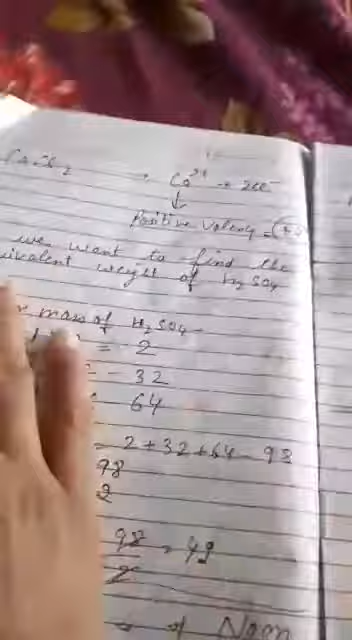 CaCl2 → Ca2+ + 2Cl-
↓
Positive Valency =
we want to find the
equivalent weight of H2SO4
mass of H2SO4 -
= 2
- 32
64
= 2+32+64 - 98
98
2
98/2 = 49
of Norm